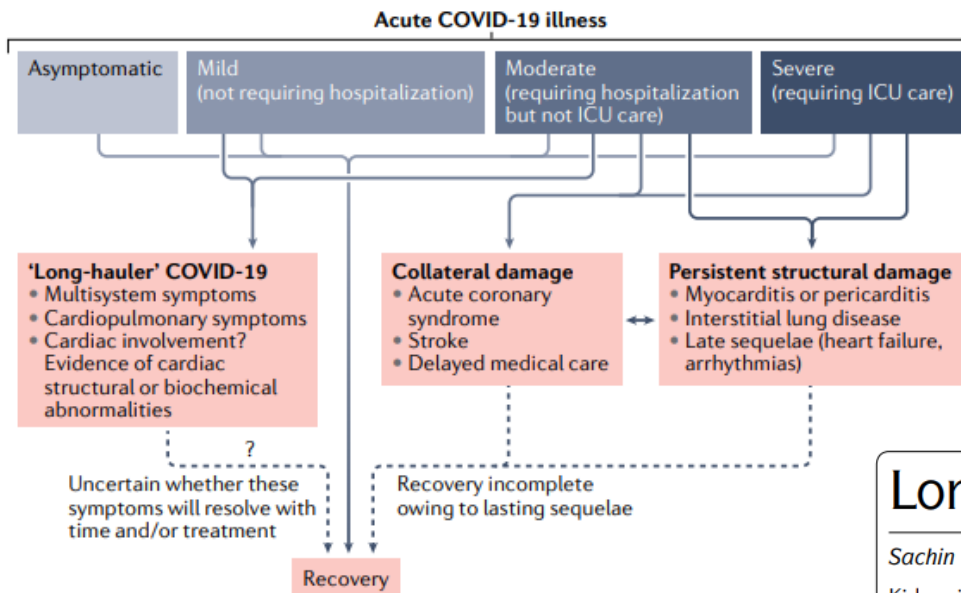 Acute COVID-19 illness
Asymptomatic
Mild
(not requiring hospitalization)
Moderate
(requiring hospitalization
but not ICU care)
Severe
(requiring ICU care)
'Long-hauler' COVID-19
• Multisystem symptoms
• Cardiopulmonary symptoms
• Cardiac involvement?
Evidence of cardiac
structural or biochemical
abnormalities
Collateral damage
• Acute coronary
syndrome
• Stroke
• Delayed medical care
Persistent structural damage
• Myocarditis or pericarditis
• Interstitial lung disease
• Late sequelae (heart failure,
arrhythmias)
?
Uncertain whether these
symptoms will resolve with
time and/or treatment
Recovery incomplete
owing to lasting sequelae
Recovery
Lon
Sachin